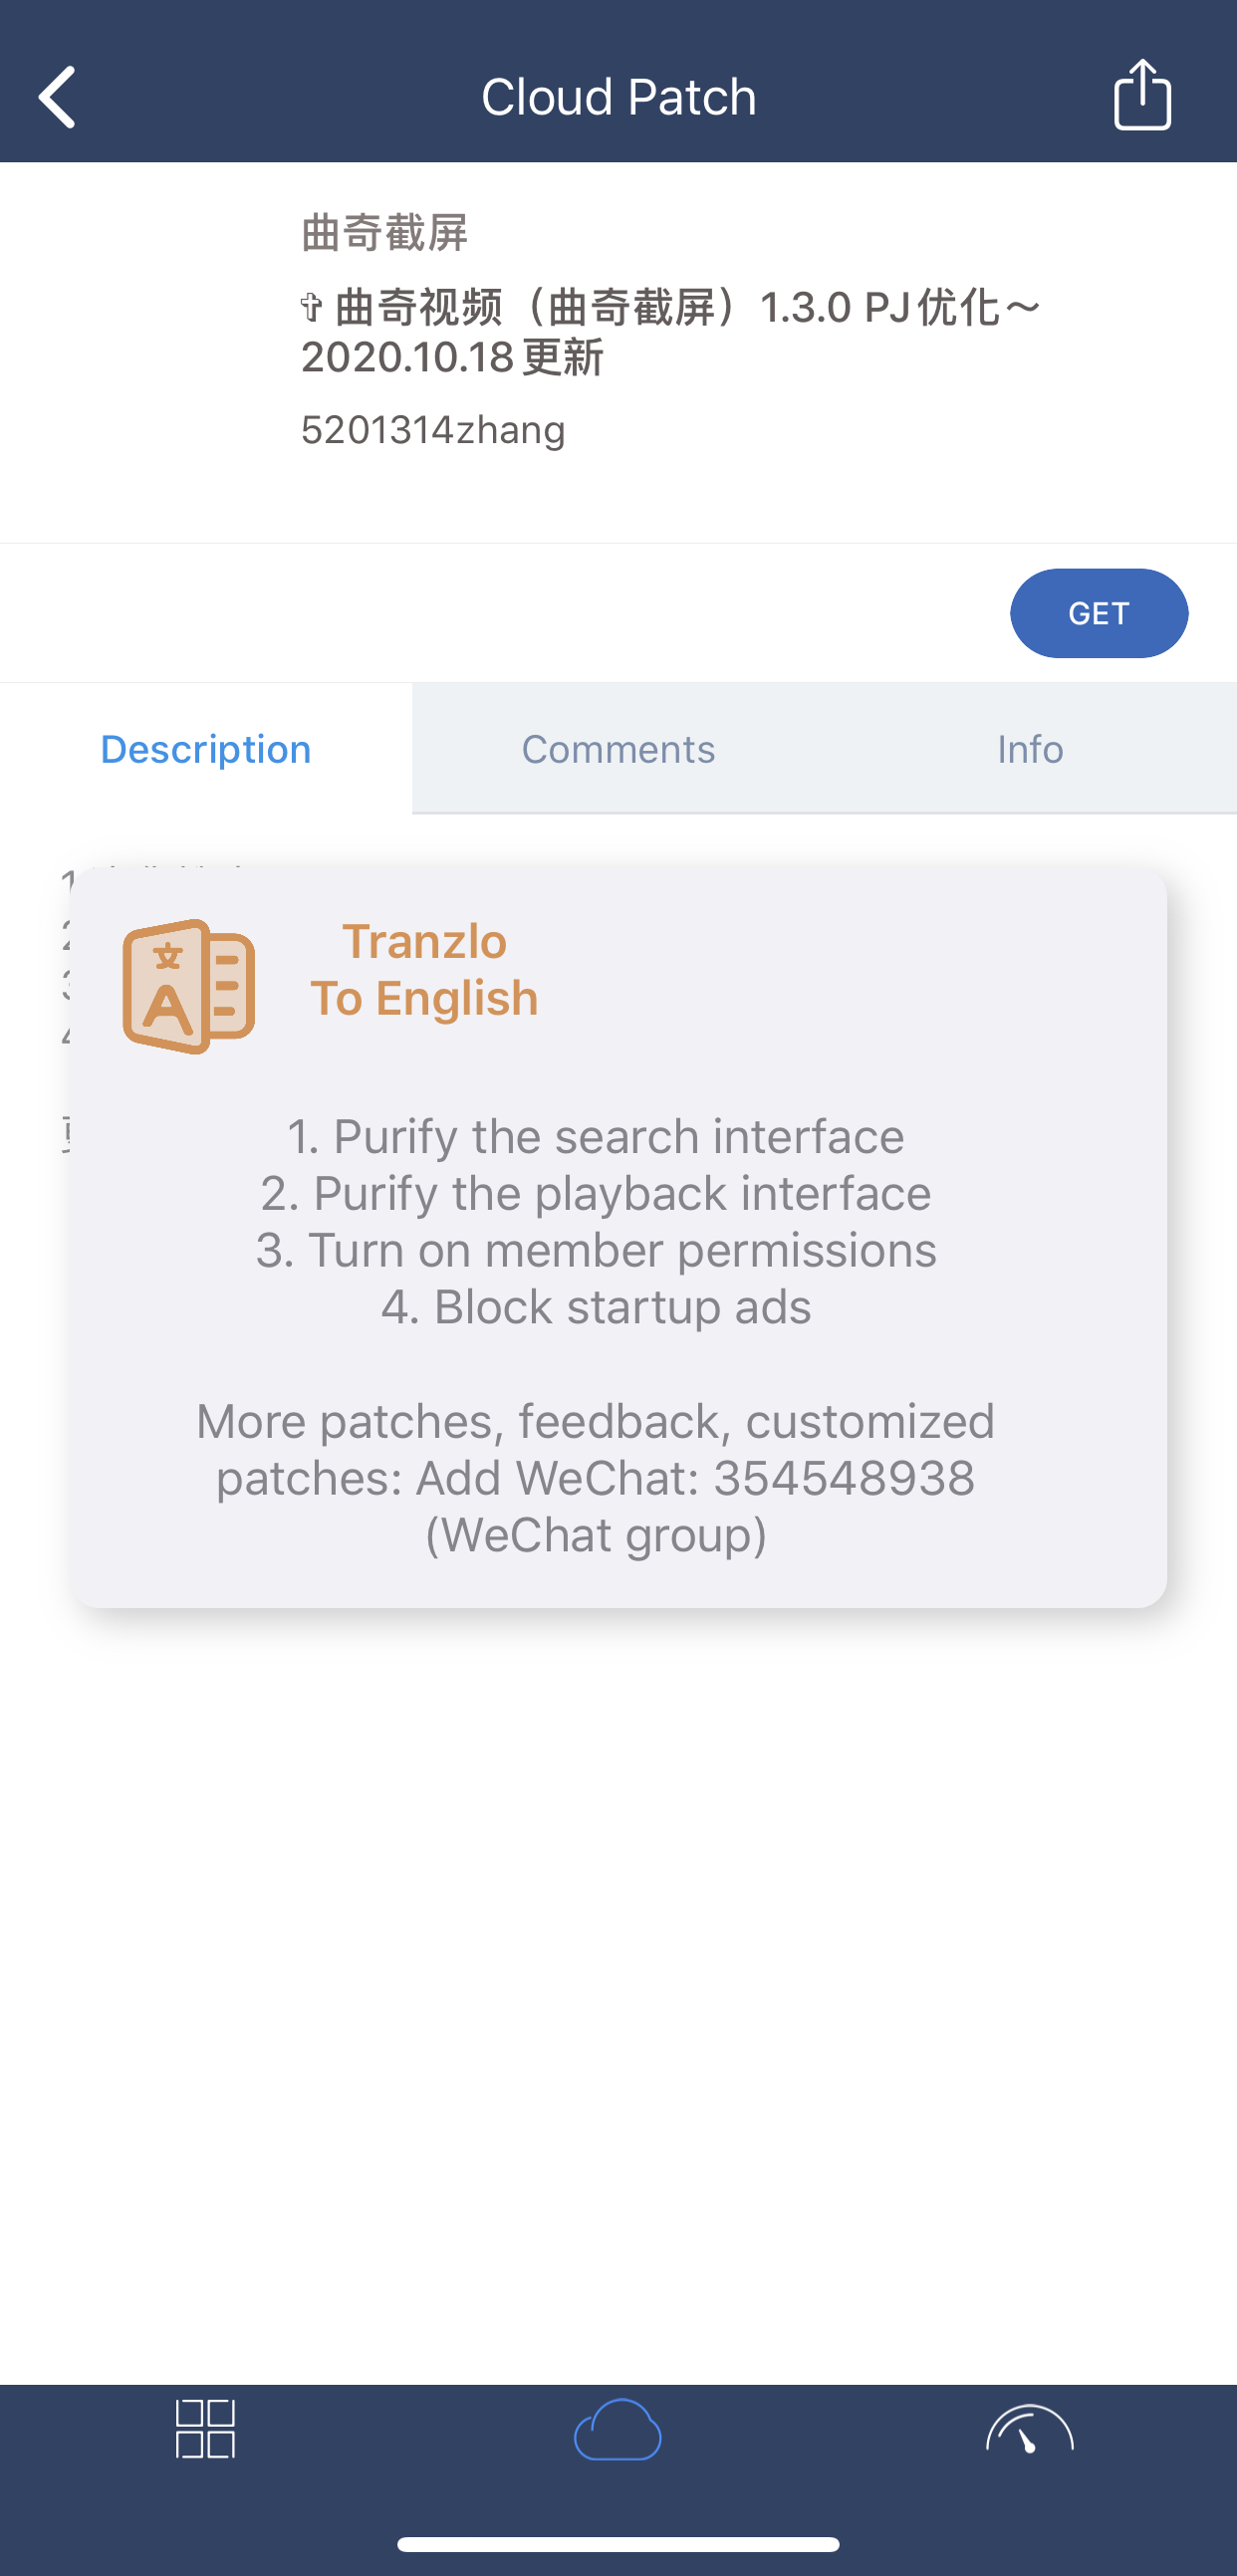 Cloud Patch
曲奇截屏
✞ 曲奇视频（曲奇截屏）1.3.0 PJ优化～
2020.10.18更新
5201314zhang
GET
Description
Comments
Info
Tranzlo
To English
1. Purify the search interface
2. Purify the playback interface
3. Turn on member permissions
4. Block startup ads
More patches, feedback, customized
patches: Add WeChat: 354548938
(WeChat group)